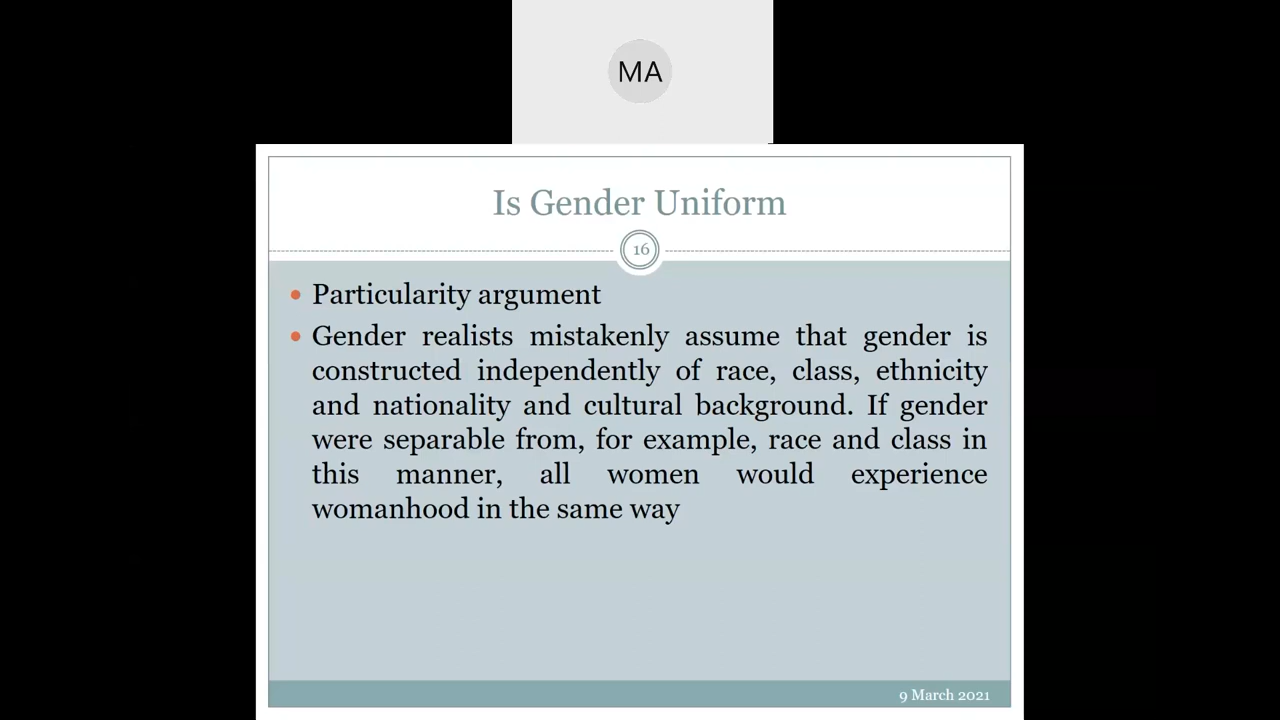 MA
Is Gender Uniform
16
• Particularity argument
• Gender realists mistakenly assume that gender is
constructed independently of race, class, ethnicity
and nationality and cultural background. If gender
were separable from, for example, race and class in
this manner, all women would experience
womanhood in the same way
9 March 2021